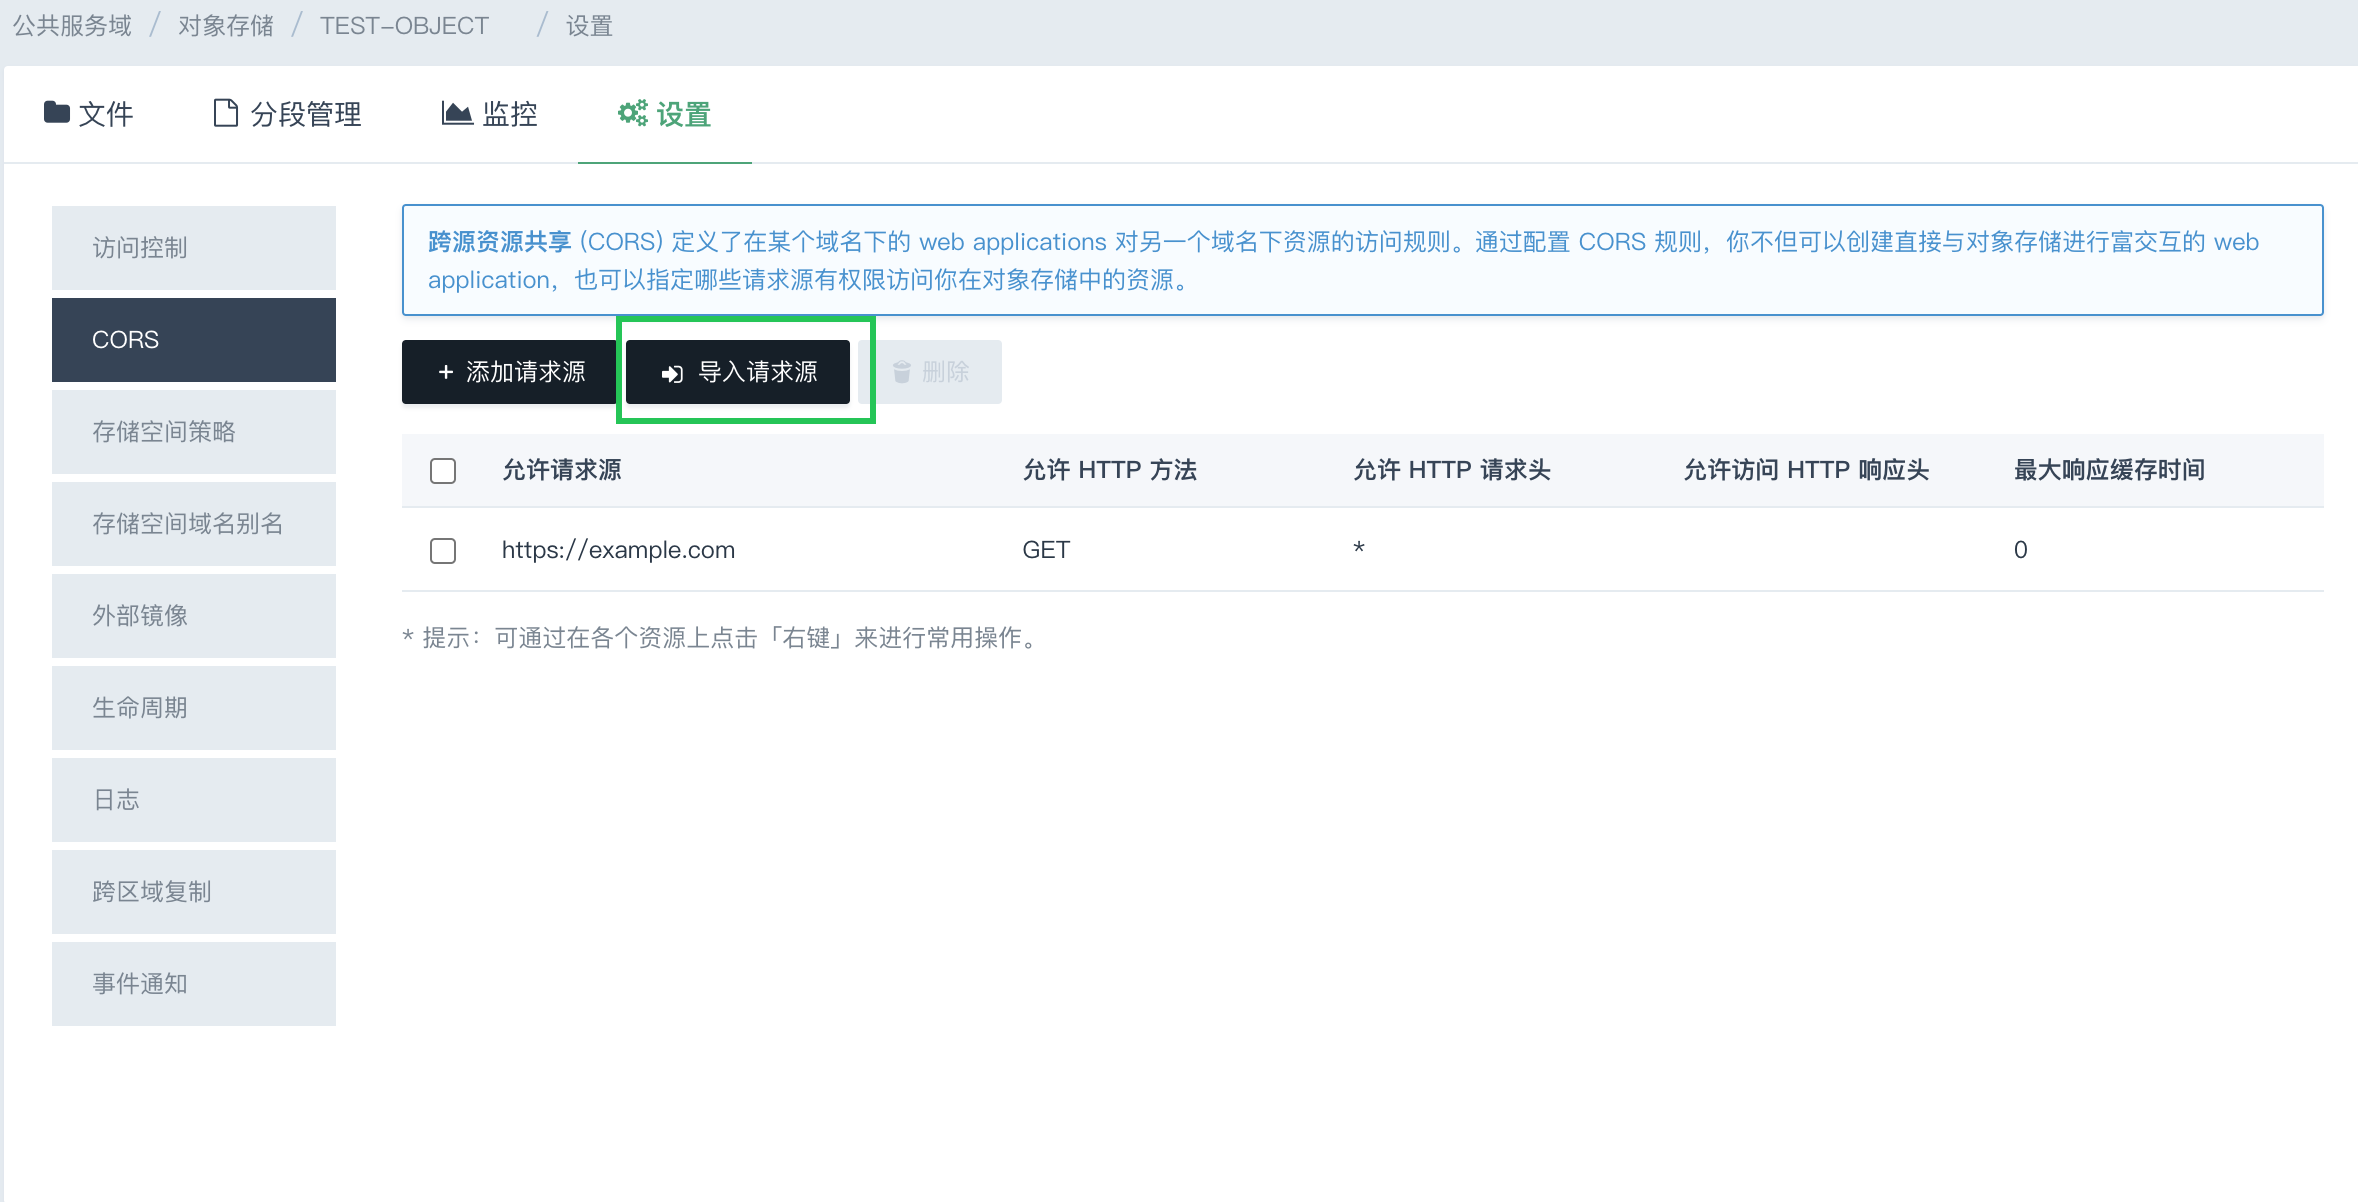 公共服务域 / 对象存储 / TEST-OBJECT / 设置
文件 分段管理 监控 设置
访问控制
CORS
存储空间策略
存储空间域名别名
外部镜像
生命周期
日志
跨区域复制
事件通知
跨源资源共享 (CORS) 定义了在某个域名下的 web applications 对另一个域名下资源的访问规则。通过配置 CORS 规则，你不但可以创建直接与对象存储进行富交互的 web
application，也可以指定哪些请求源有权限访问你在对象存储中的资源。
+ 添加请求源 导入请求源 删除
允许请求源 允许 HTTP 方法 允许 HTTP 请求头 允许访问 HTTP 响应头 最大响应缓存时间
https://example.com GET * 0
* 提示：可通过在各个资源上点击「右键」来进行常用操作。